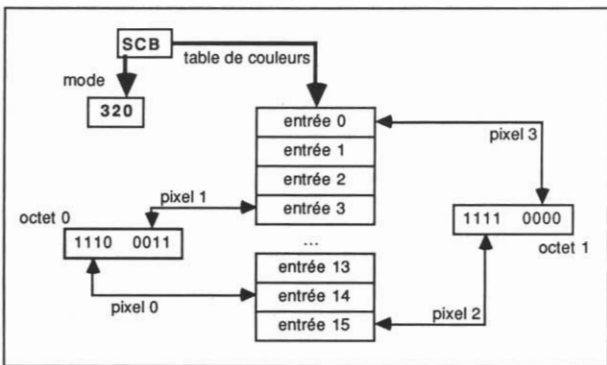 SCB
table de couleurs
mode
320
entrée 0
pixel 3
entrée 1
entrée 2
pixel 1
entrée 3
octet 0
1110 0011
1111 0000
octet 1
...
entrée 13
entrée 14
pixel 0
pixel 2
entrée 15